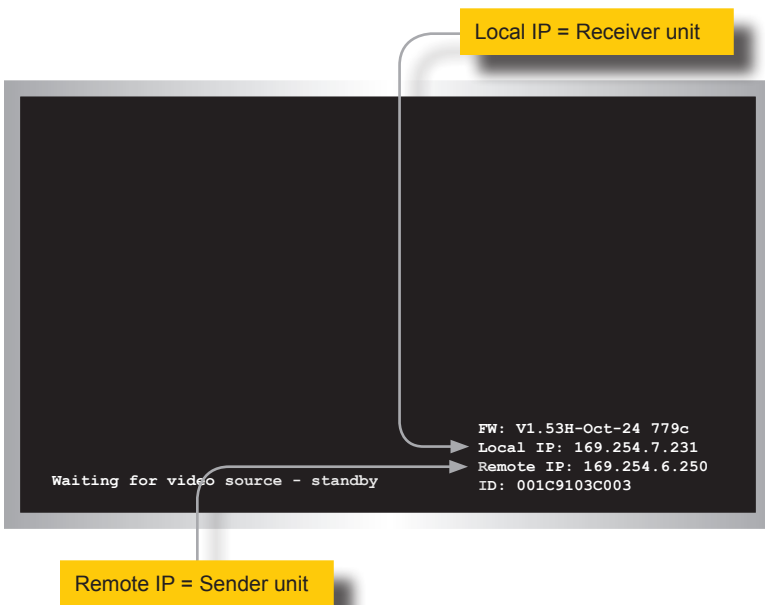 Local IP = Receiver unit
FW: V1.53H-Oct-24 779c
Local IP: 169.254.7.231
Remote IP: 169.254.6.250
Waiting for video source - standby
ID: 001C9103C003
Remote IP = Sender unit